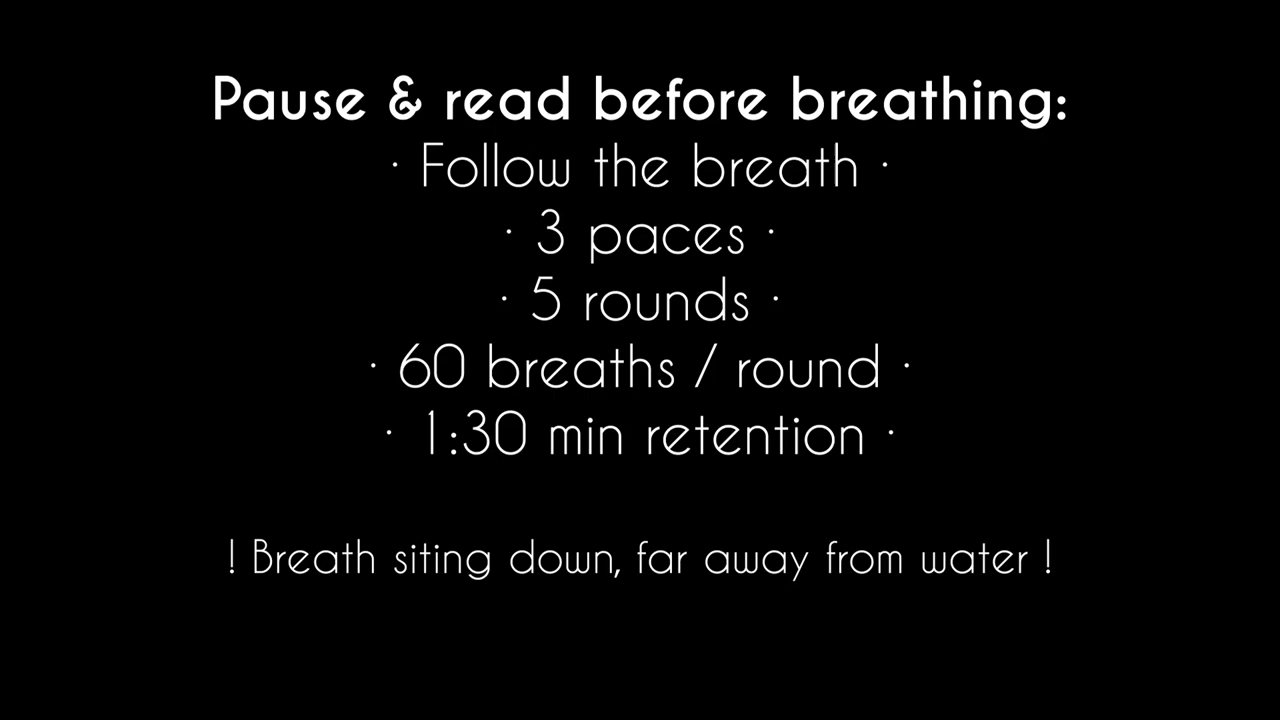 Pause & read before breathing:
· Follow the breath ·
· 3 paces ·
· 5 rounds ·
· 60 breaths / round ·
· 1:30 min retention ·
! Breath siting down, far away from water !